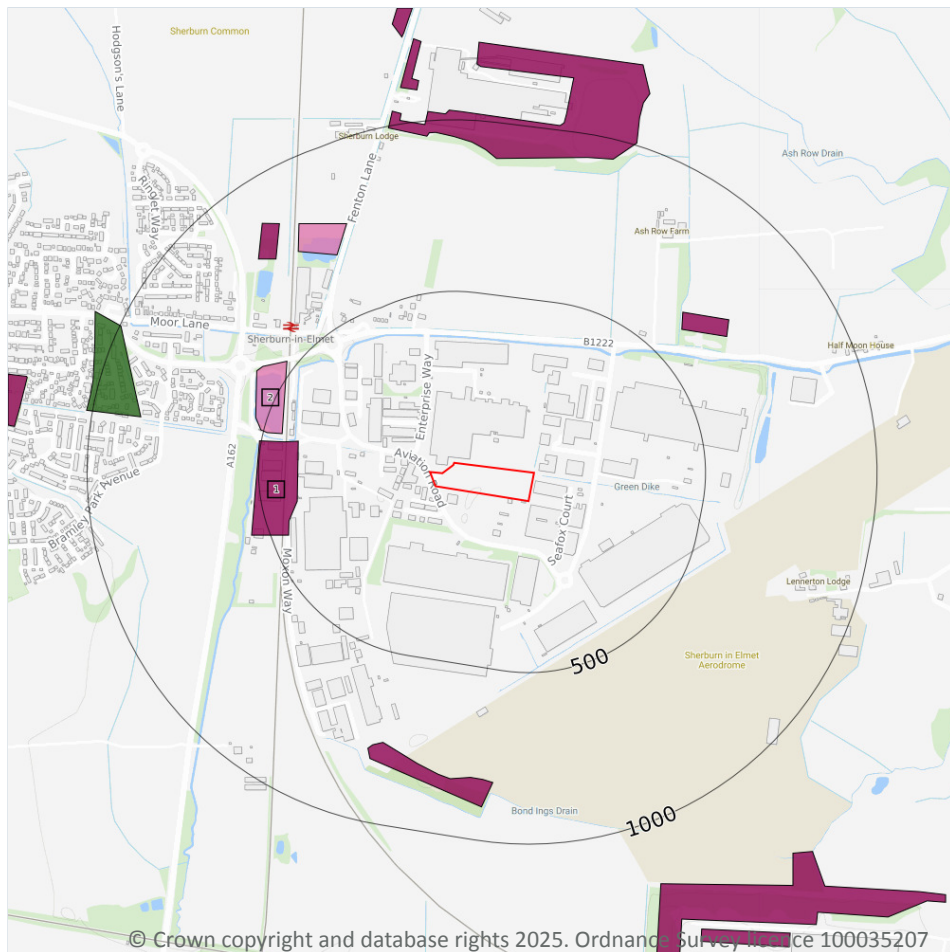 Sherburn Common
Hodgson's Lane
Sherburn Lodge
Ash Row Drain
Ringlet Way
Fenton Lane
Ash Row Farm
Moor Lane
Sherburn-in-Elmet
B1222
Half Moon House
2
Enterprise Way
A162
Aviation Road
Bramley Park Avenue
1
Green Dike
Seafox Court
Moxon Way
Lennerton Lodge
500
Sherburn in Elmet
Aerodrome
Bond Ings Drain
1000
© Crown copyright and database rights 2025. Ordnance Survey licence 100035207